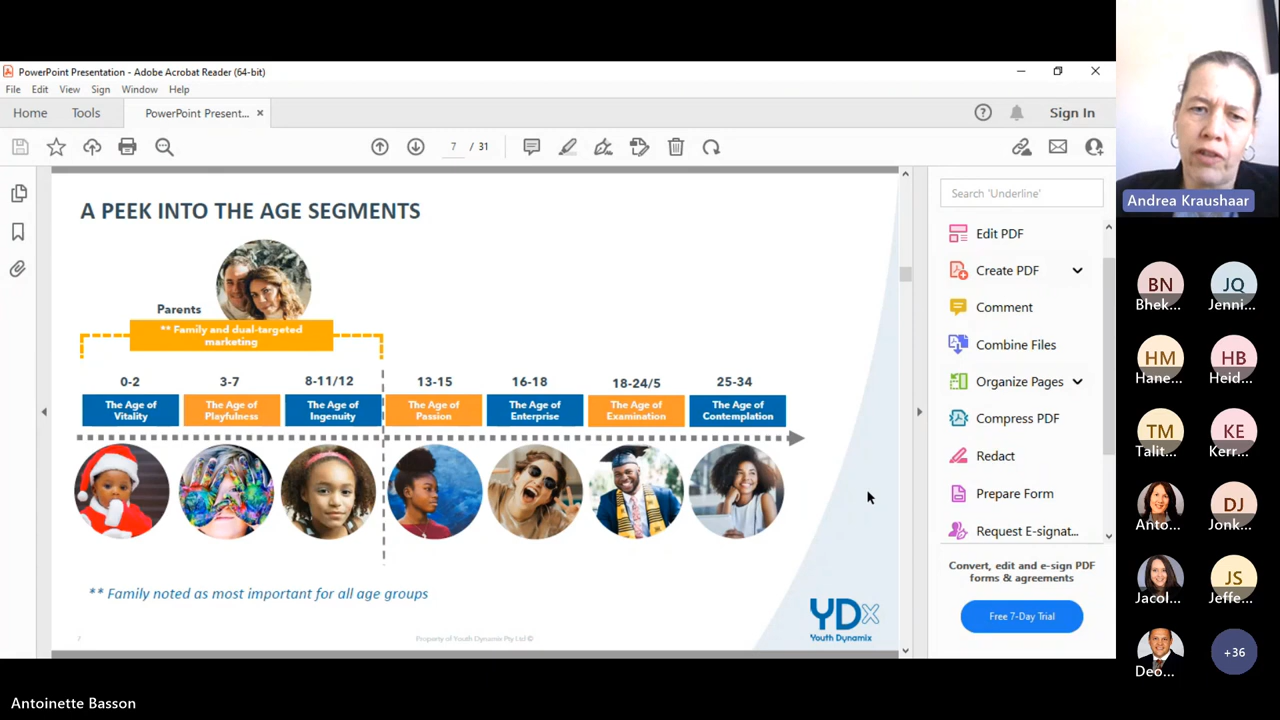 PowerPoint Presentation - Adobe Acrobat Reader (64-bit)
File Edit View Sign Window Help
Home Tools PowerPoint Present... × Sign In
7 / 31
A PEEK INTO THE AGE SEGMENTS
Parents
** Family and dual-targeted
marketing
0-2 3-7 8-11/12 13-15 16-18 18-24/5 25-34
The Age of
Vitality
The Age of
Playfulness
The Age of
Ingenuity
The Age of
Passion
The Age of
Enterprise
The Age of
Examination
The Age of
Contemplation
** Family noted as most important for all age groups
7
Property of Youth Dynamix Pty Ltd ©
YDx
Youth Dynamix
Search 'Underline'
Edit PDF
Create PDF
Comment
Combine Files
Organize Pages
Compress PDF
Redact
Prepare Form
Request E-signat...
Convert, edit and e-sign PDF
forms & agreements
Free 7-Day Trial
Andrea Kraushaar
BN JQ
Bhek... Jenni...
HM HB
Hane... Heid...
TM KE
Talit... Kerr...
DJ
Anto... Jonk...
JS
Jacol... Jeffe...
+36
Deo...
Antoinette Basson